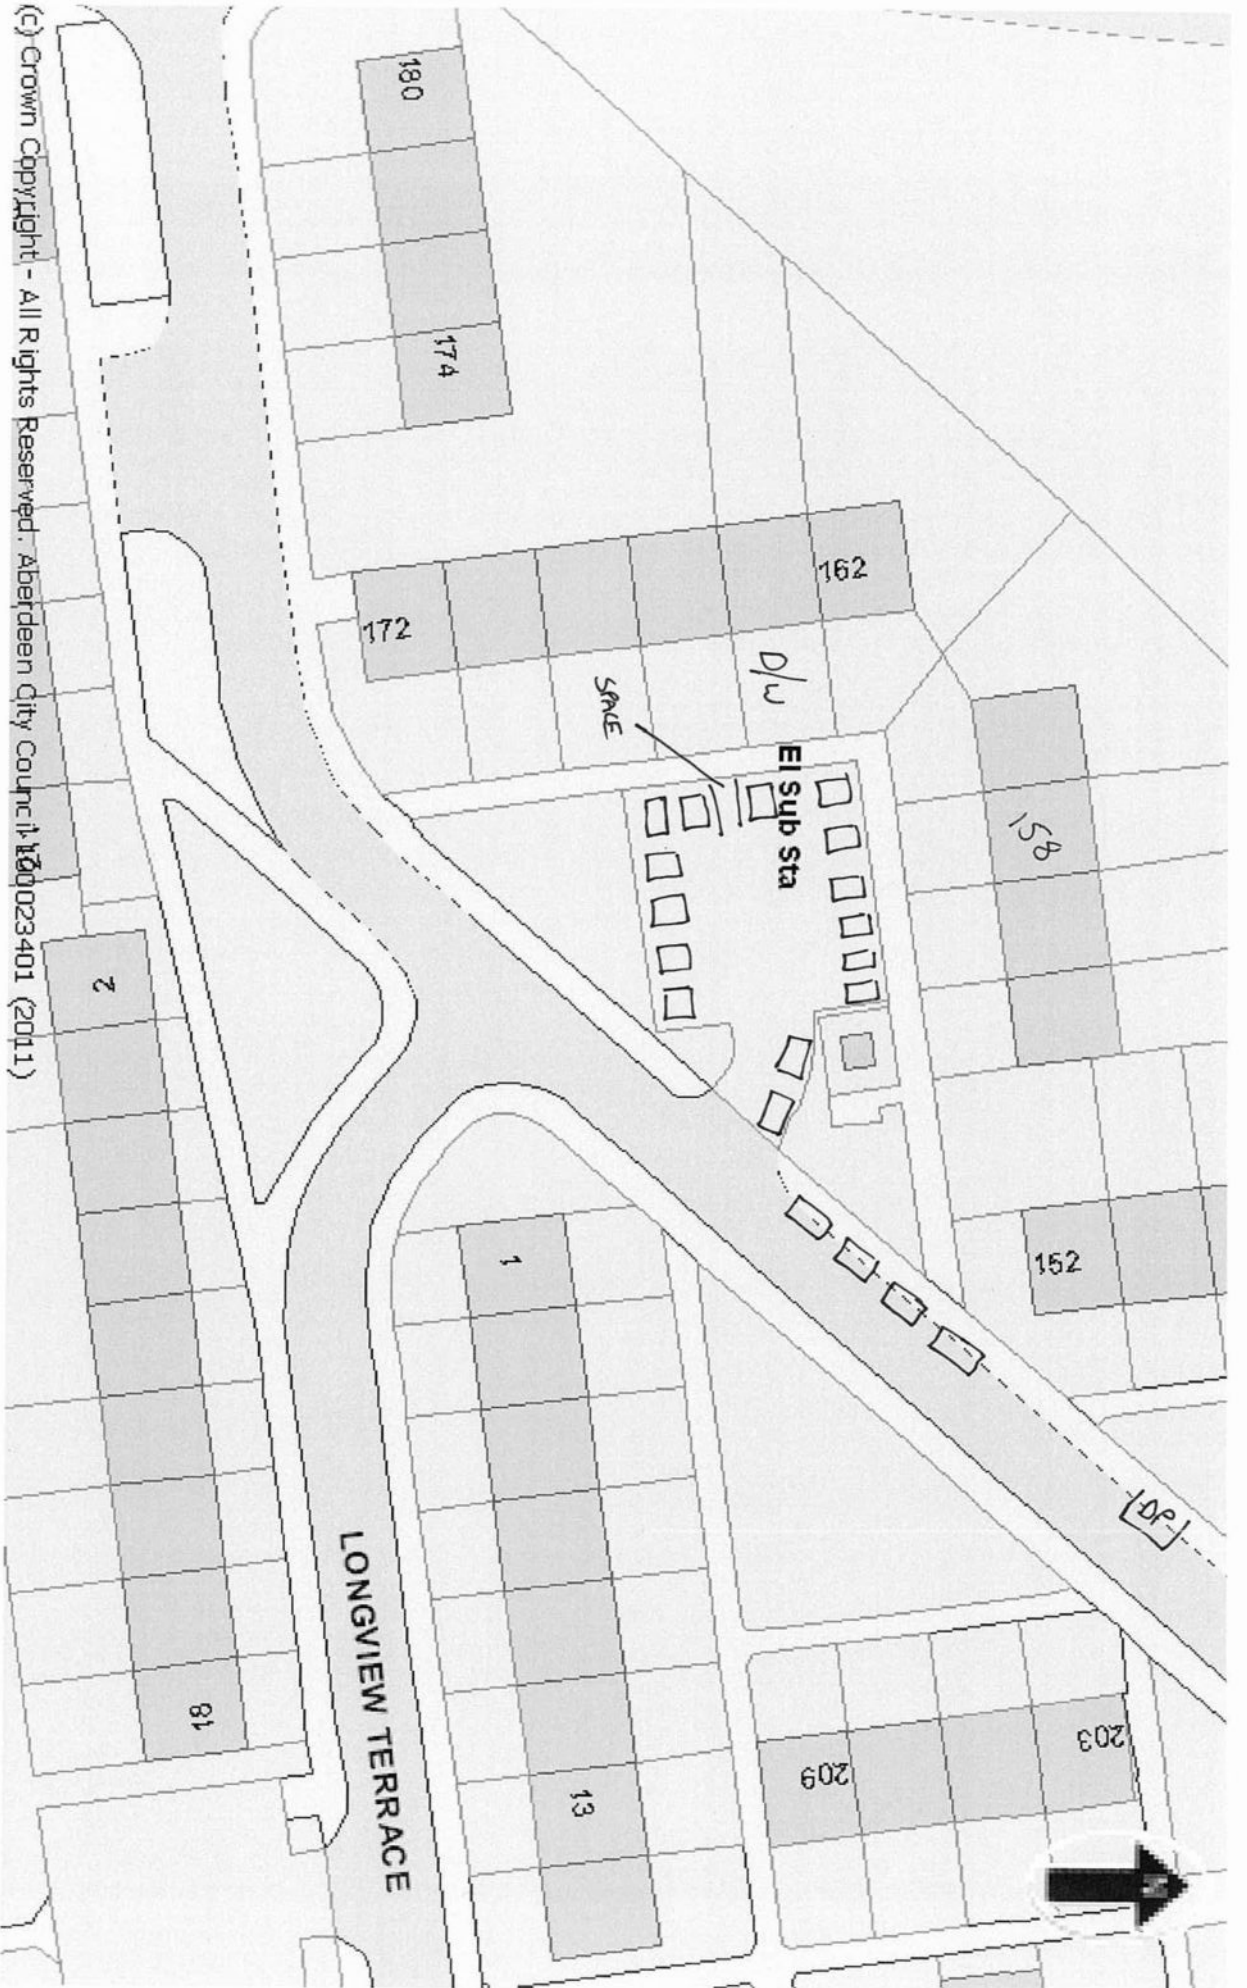 180
174
172
162
D/W
SPACE
El Sub Sta
158
152
DP
2
18
1
13
LONGVIEW TERRACE
209
203
(c) Crown Copyright - All Rights Reserved. Aberdeen City Council - 100023401 (2011)